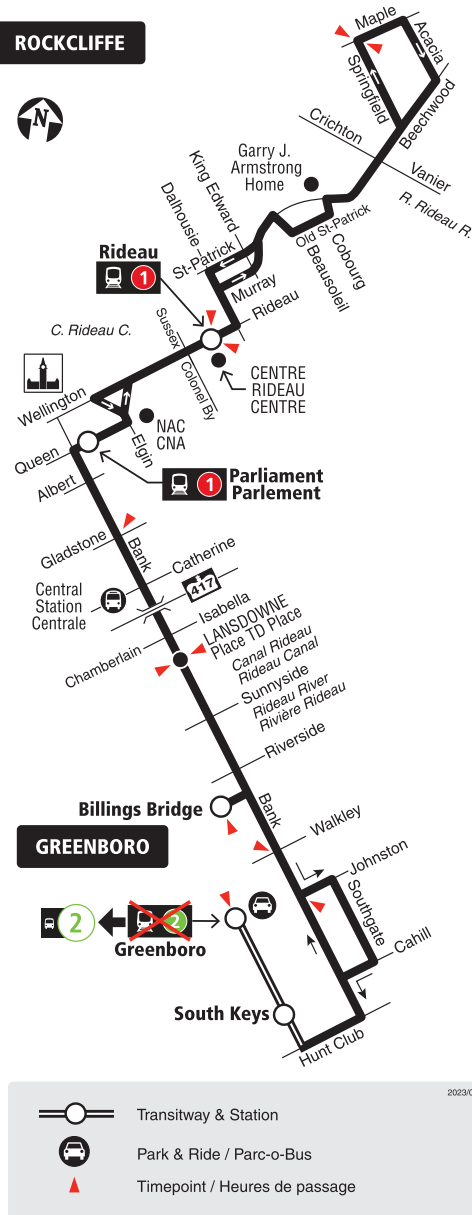 ROCKCLIFFE
Maple
Acacia
Springfield
Beechwood
N
Crichton
Vanier
R. Rideau R.
Garry J.
Armstrong
Home
King Edward
Dalhousie
St-Patrick
Old St-Patrick
Cobourg
Beausoleil
Murray
Rideau
Rideau
1
C. Rideau C.
Sussex
Colonel By
CENTRE
RIDEAU
CENTRE
Wellington
NAC
CNA
Elgin
Queen
Albert
1
Parliament
Parlement
Gladstone
Bank
Catherine
417
Central
Station
Centrale
Isabella
Chamberlain
LANSDOWNE
Place TD Place
Canal Rideau
Rideau Canal
Sunnyside
Rideau River
Rivière Rideau
Riverside
Billings Bridge
Bank
Walkley
GREENBORO
Johnston
Southgate
Cahill
2
2
Greenboro
South Keys
Hunt Club
2023/0
Transitway & Station
Park & Ride / Parc-o-Bus
Timepoint / Heures de passage